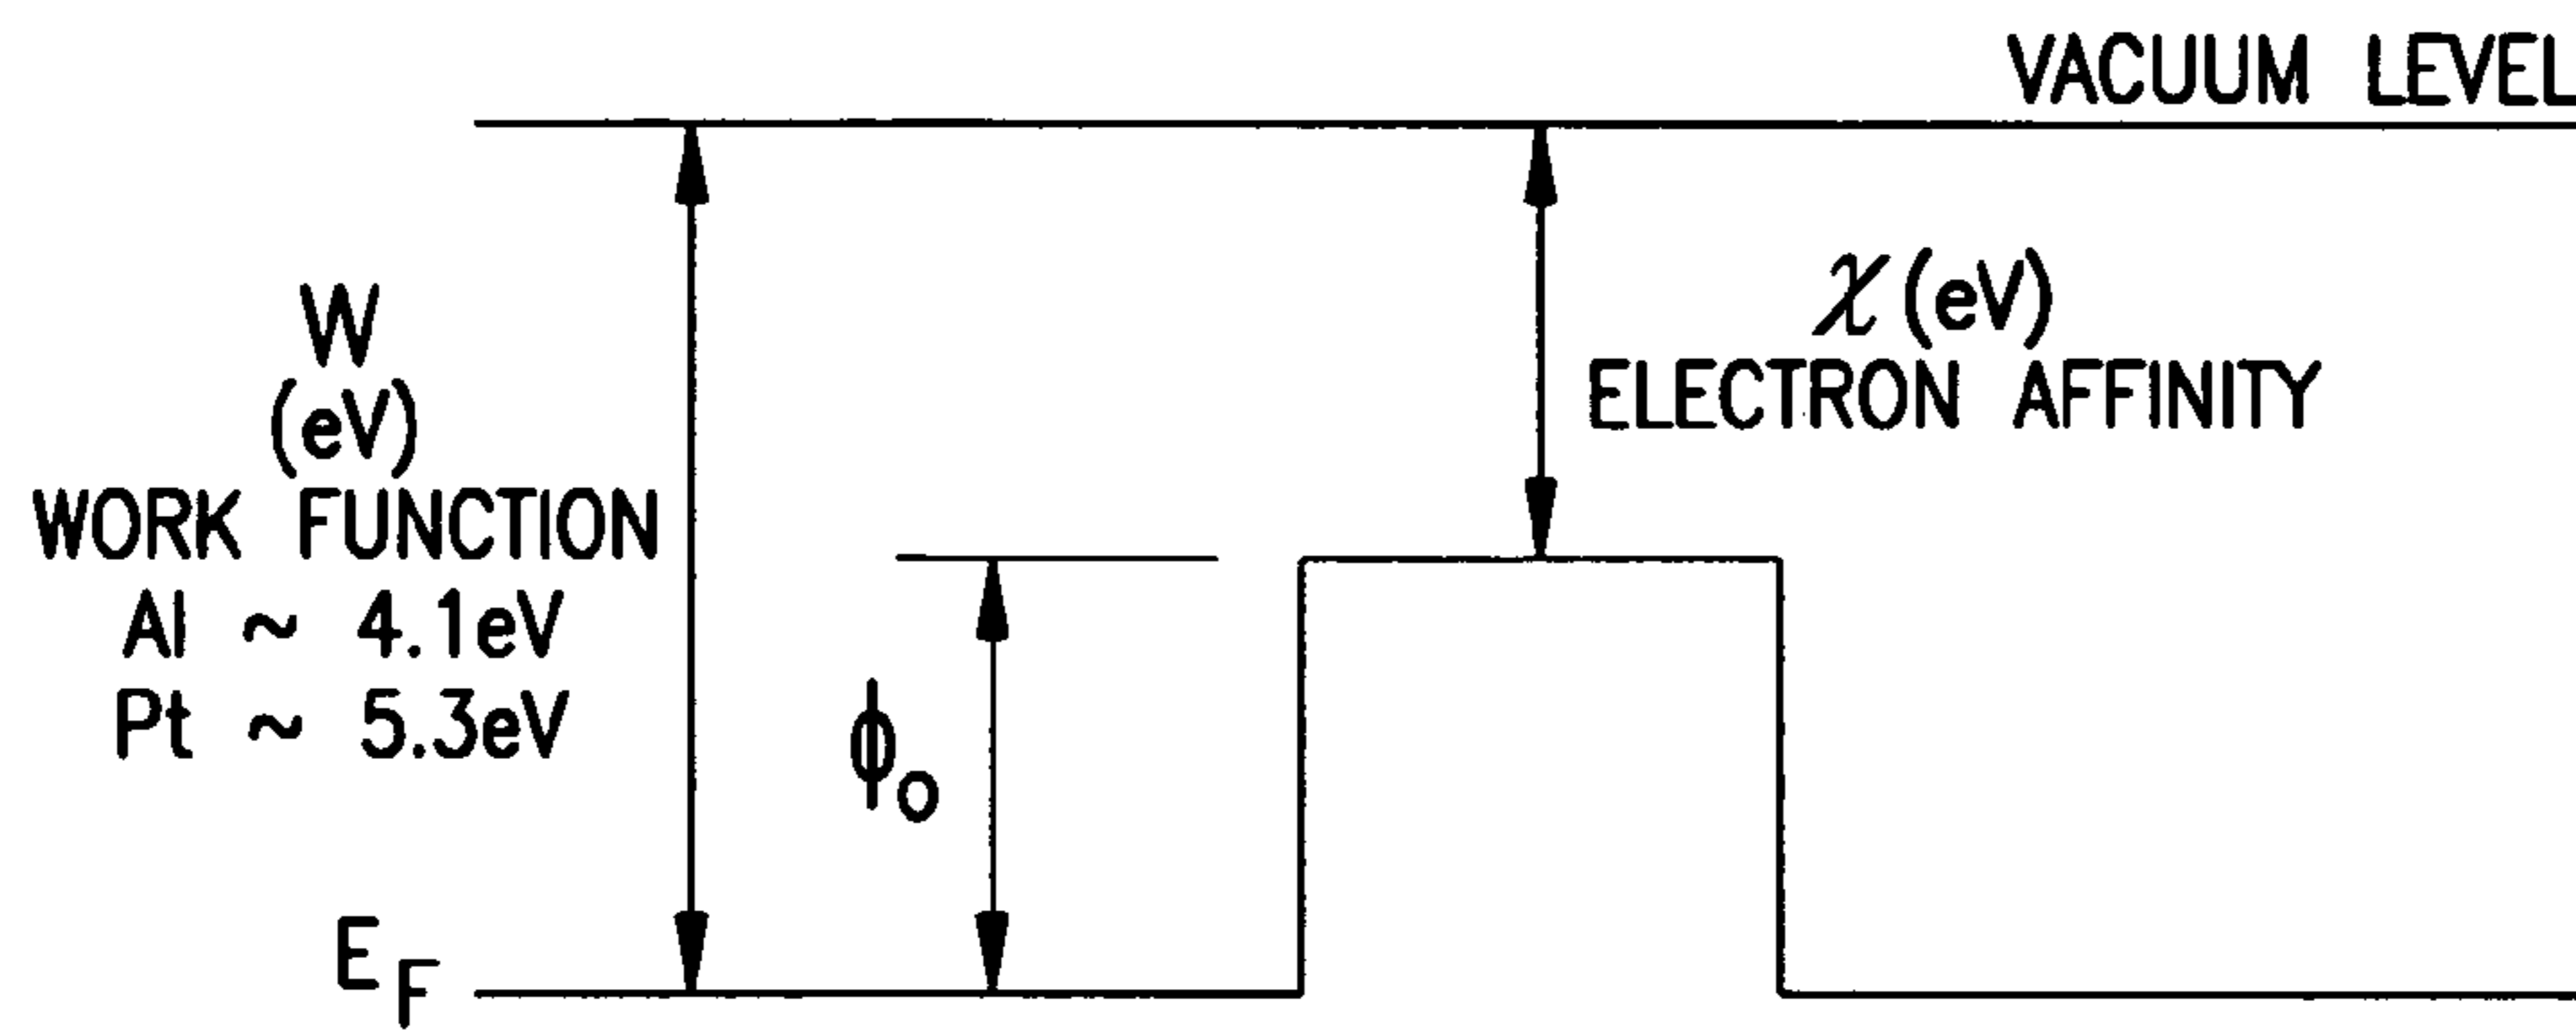 VACUUM LEVEL
W
(eV)
WORK FUNCTION
Al ~ 4.1eV
Pt ~ 5.3eV
χ(eV)
ELECTRON AFFINITY
ϕo
EF